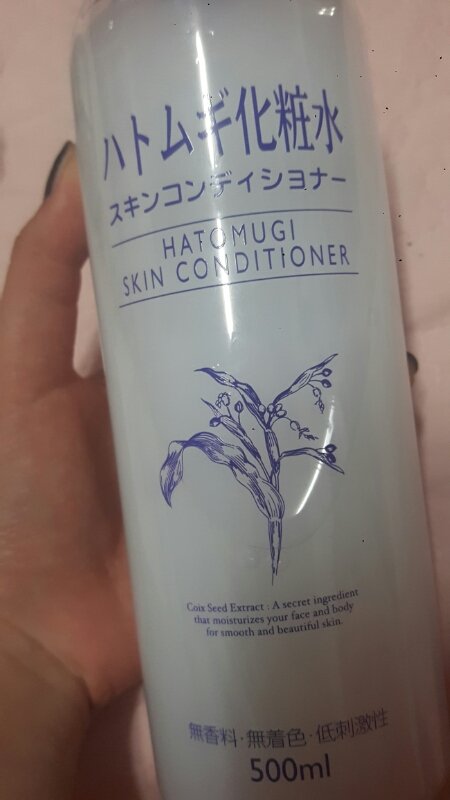 ハトムギ化粧水
スキンコンディショナー
HATOMUGI
SKIN CONDITIONER
Coix Seed Extract : A secret ingredient
that moisturizes your face and body
for smooth and beautiful skin.
無香料・無着色・低刺激性
500ml